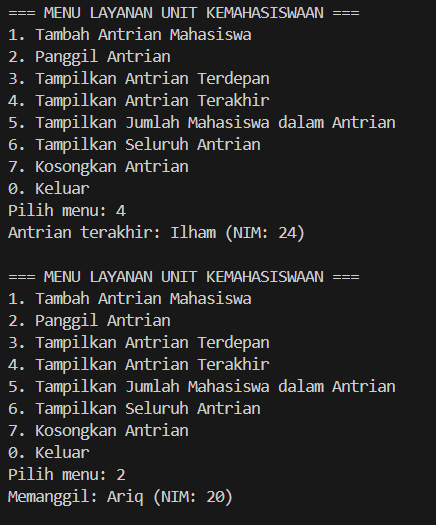 === MENU LAYANAN UNIT KEMAHASISWAAN ===
1. Tambah Antrian Mahasiswa
2. Panggil Antrian
3. Tampilkan Antrian Terdepan
4. Tampilkan Antrian Terakhir
5. Tampilkan Jumlah Mahasiswa dalam Antrian
6. Tampilkan Seluruh Antrian
7. Kosongkan Antrian
0. Keluar
Pilih menu: 4
Antrian terakhir: Ilham (NIM: 24)

=== MENU LAYANAN UNIT KEMAHASISWAAN ===
1. Tambah Antrian Mahasiswa
2. Panggil Antrian
3. Tampilkan Antrian Terdepan
4. Tampilkan Antrian Terakhir
5. Tampilkan Jumlah Mahasiswa dalam Antrian
6. Tampilkan Seluruh Antrian
7. Kosongkan Antrian
0. Keluar
Pilih menu: 2
Memanggil: Ariq (NIM: 20)